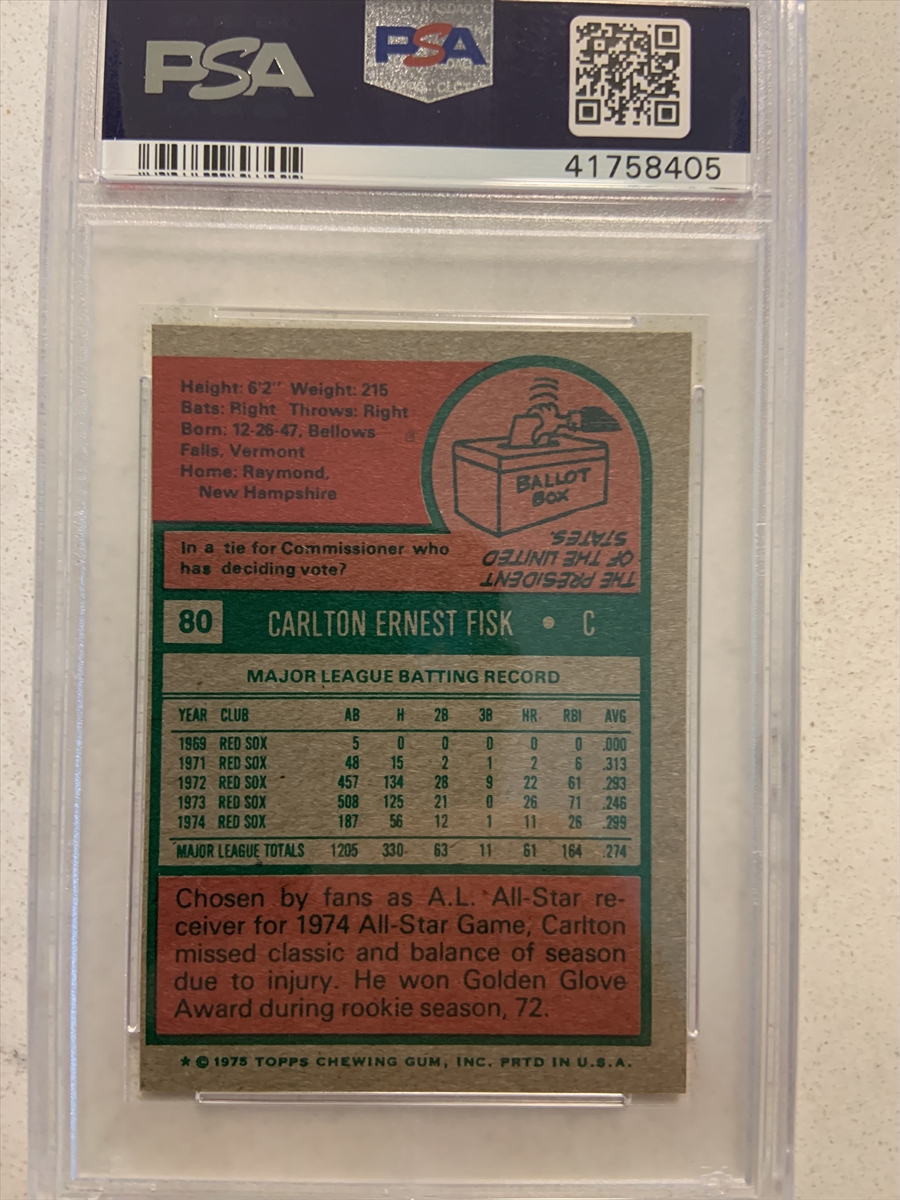 PSA
PSA
41758405
Height: 6'2" Weight: 215
Bats: Right Throws: Right
Born: 12-26-47, Bellows
Falls, Vermont
Home: Raymond,
New Hampshire
BALLOT
BOX
THE PRESIDENT
OF THE UNITED
STATES.
In a tie for Commissioner who
has deciding vote?
80 CARLTON ERNEST FISK • C
MAJOR LEAGUE BATTING RECORD
YEAR CLUB AB H 2B 3B HR RBI AVG
1969 RED SOX 5 0 0 0 0 0 .000
1971 RED SOX 48 15 2 1 2 6 .313
1972 RED SOX 457 134 28 9 22 61 .293
1973 RED SOX 508 125 21 0 26 71 .246
1974 RED SOX 187 56 12 1 11 26 .299
MAJOR LEAGUE TOTALS 1205 330 63 11 61 164 .274
Chosen by fans as A.L. All-Star re-
ceiver for 1974 All-Star Game, Carlton
missed classic and balance of season
due to injury. He won Golden Glove
Award during rookie season, 72.
★ © 1975 TOPPS CHEWING GUM, INC. PRTD IN U.S.A.